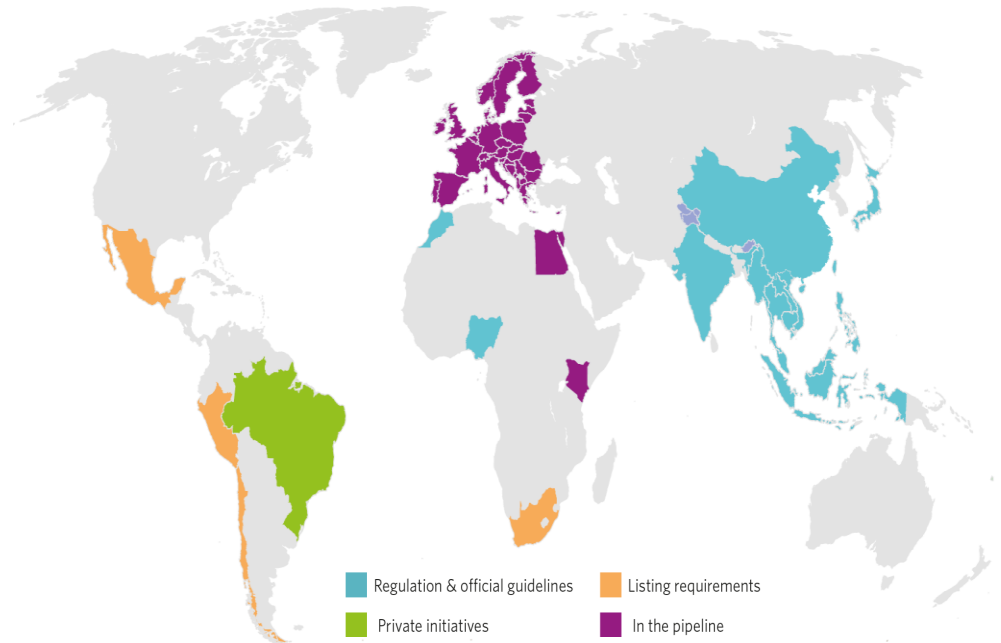 Regulation & official guidelines
Listing requirements
Private initiatives
In the pipeline